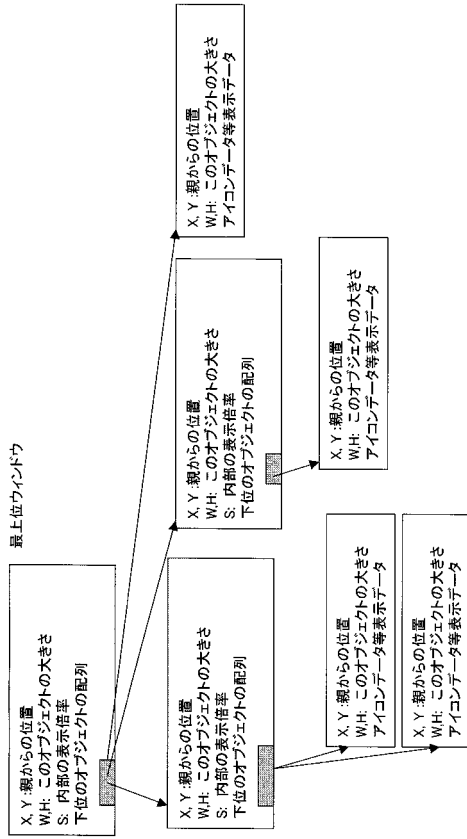 最上位ウィンドウ
X, Y :親からの位置
W,H: このオブジェクトの大きさ
S: 内部の表示倍率
下位のオブジェクトの配列
X, Y :親からの位置
W,H: このオブジェクトの大きさ
S: 内部の表示倍率
下位のオブジェクトの配列
X, Y :親からの位置
W,H: このオブジェクトの大きさ
S: 内部の表示倍率
下位のオブジェクトの配列
X, Y :親からの位置
W,H: このオブジェクトの大きさ
アイコンデータ等表示データ
X, Y :親からの位置
W,H: このオブジェクトの大きさ
アイコンデータ等表示データ
X, Y :親からの位置
W,H: このオブジェクトの大きさ
アイコンデータ等表示データ
X, Y :親からの位置
W,H: このオブジェクトの大きさ
アイコンデータ等表示データ